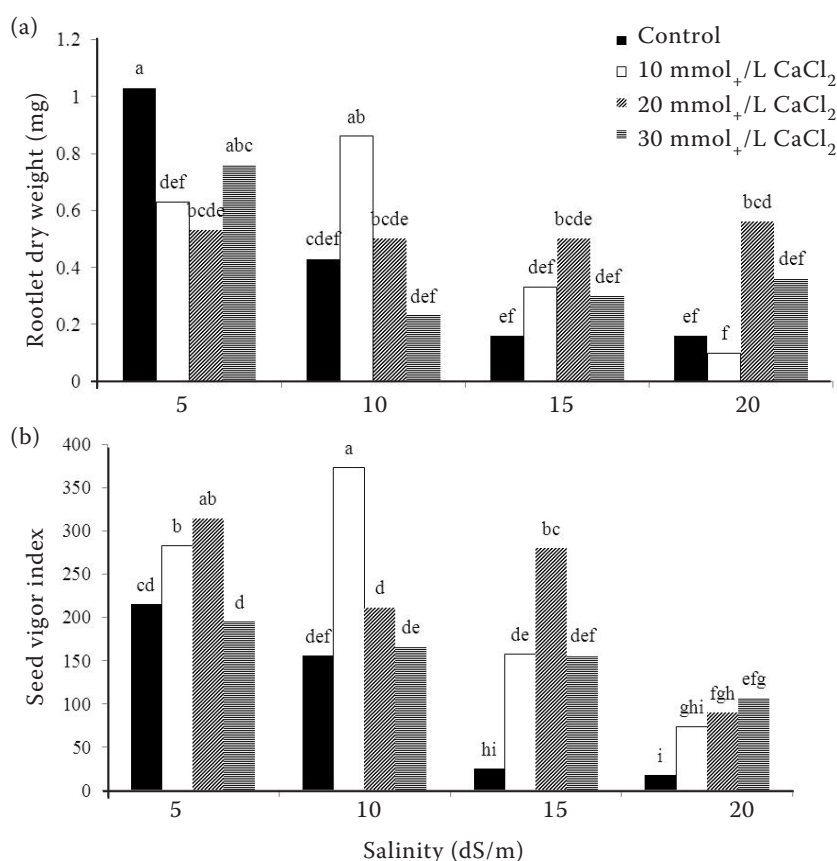 (a)
1.2
1
0.8
0.6
0.4
0.2
0
Rootlet dry weight (mg)
Control
10 mmol₊/L CaCl₂
20 mmol₊/L CaCl₂
30 mmol₊/L CaCl₂
a
def
bcde
abc
cdef
ab
bcde
def
ef
def
bcde
def
ef
f
bcd
def
5 10 15 20
(b)
400
350
300
250
200
150
100
50
0
Seed vigor index
cd
b
ab
d
def
a
d
de
hi
de
bc
def
i
ghi
fgh
efg
5 10 15 20
Salinity (dS/m)